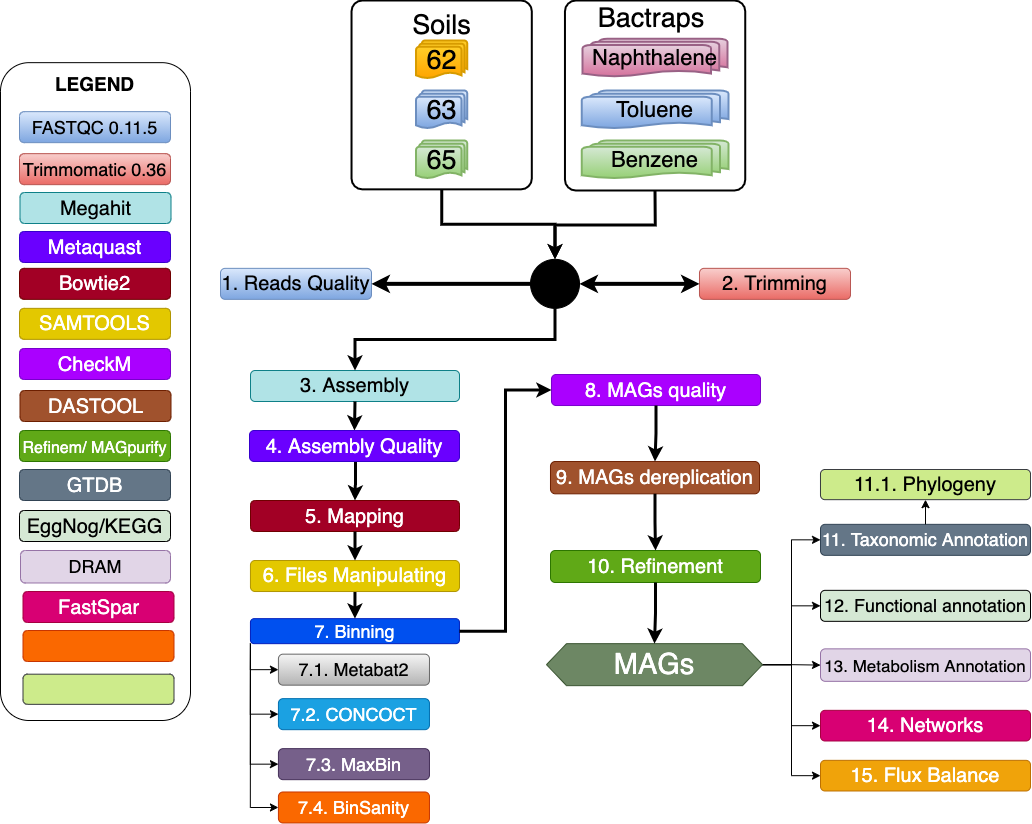 Soils
62
63
65
Bactraps
Naphthalene
Toluene
Benzene
LEGEND
FASTQC 0.11.5
Trimmomatic 0.36
Megahit
Metaquast
Bowtie2
SAMTOOLS
CheckM
DASTOOL
Refinem/ MAGpurify
GTDB
EggNog/KEGG
DRAM
FastSpar
1. Reads Quality
2. Trimming
3. Assembly
4. Assembly Quality
5. Mapping
6. Files Manipulating
7. Binning
7.1. Metabat2
7.2. CONCOCT
7.3. MaxBin
7.4. BinSanity
8. MAGs quality
9. MAGs dereplication
10. Refinement
MAGs
11.1. Phylogeny
11. Taxonomic Annotation
12. Functional annotation
13. Metabolism Annotation
14. Networks
15. Flux Balance